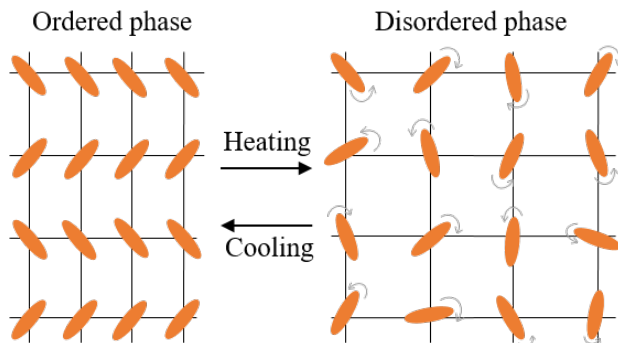 Ordered phase
Disordered phase
Heating
Cooling